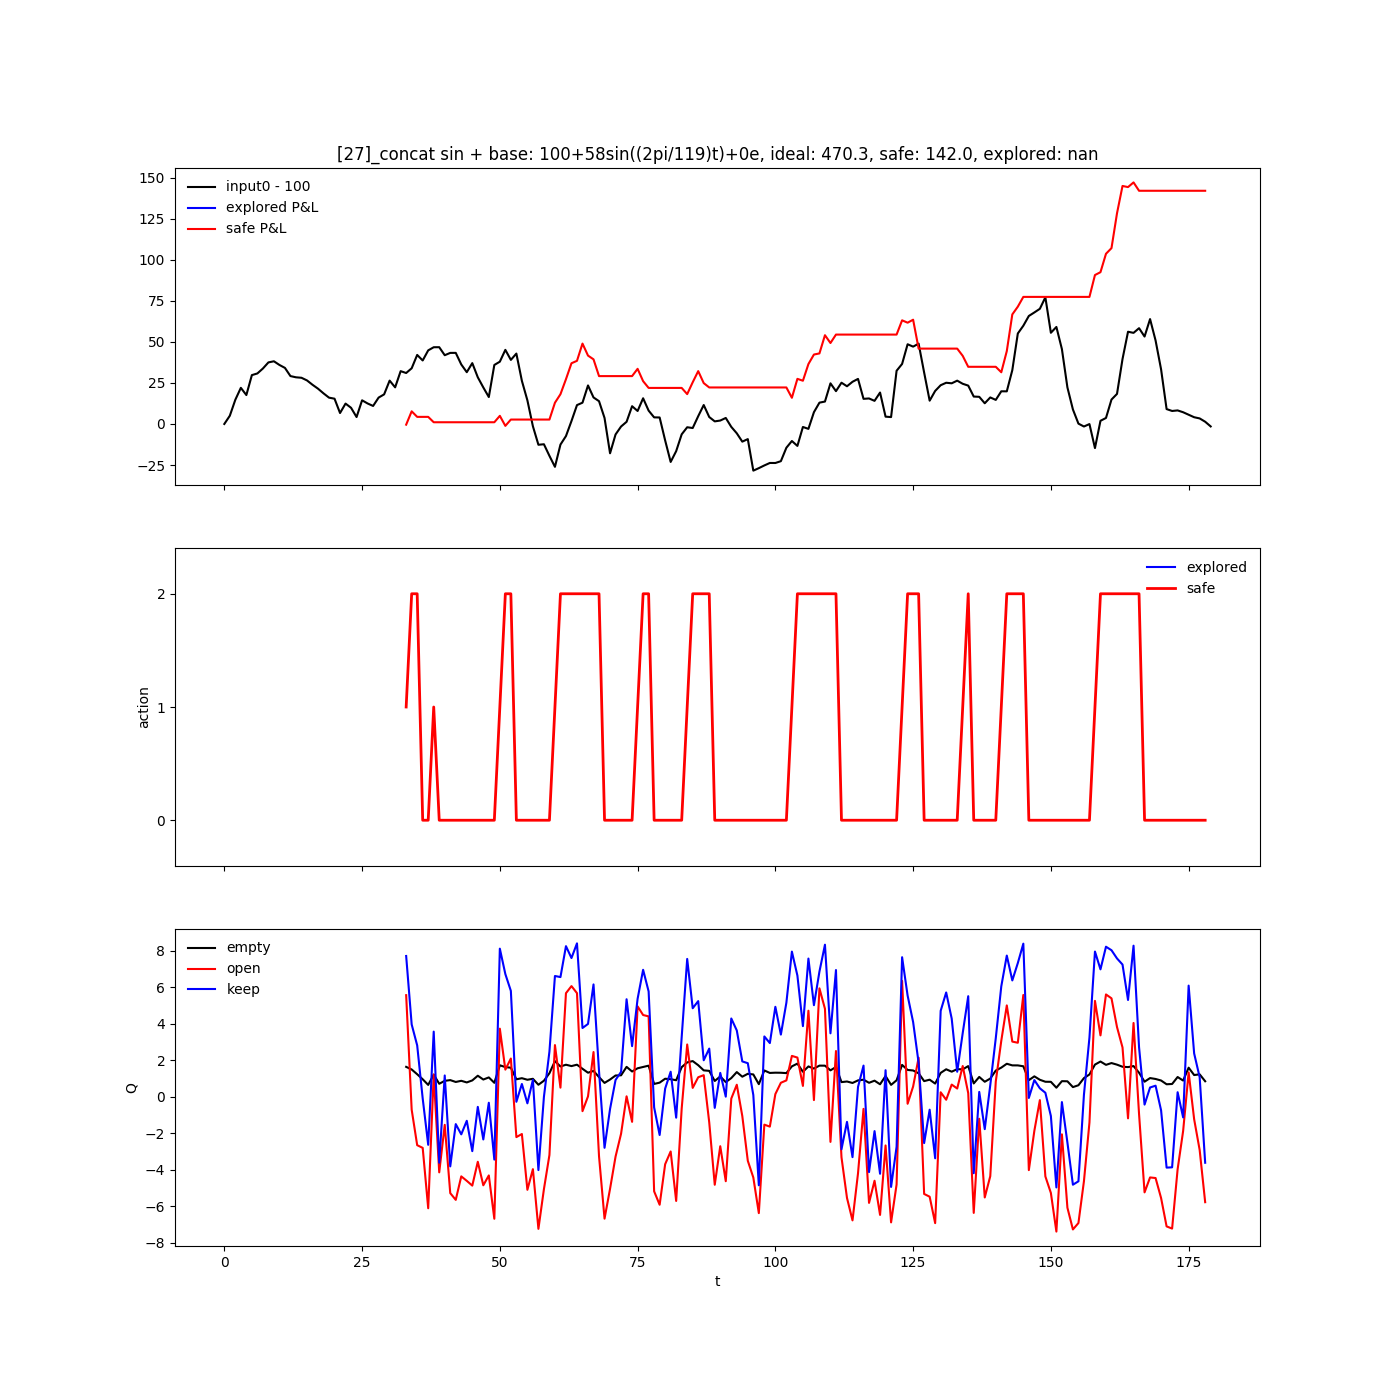 [27]_concat sin + base: 100+58sin((2pi/119)t)+0e, ideal: 470.3, safe: 142.0, explored: nan
150
125
100
75
50
25
0
−25
input0 - 100
explored P&L
safe P&L
2
1
0
action
explored
safe
8
6
4
2
0
−2
−4
−6
−8
Q
empty
open
keep
0 25 50 75 100 125 150 175
t